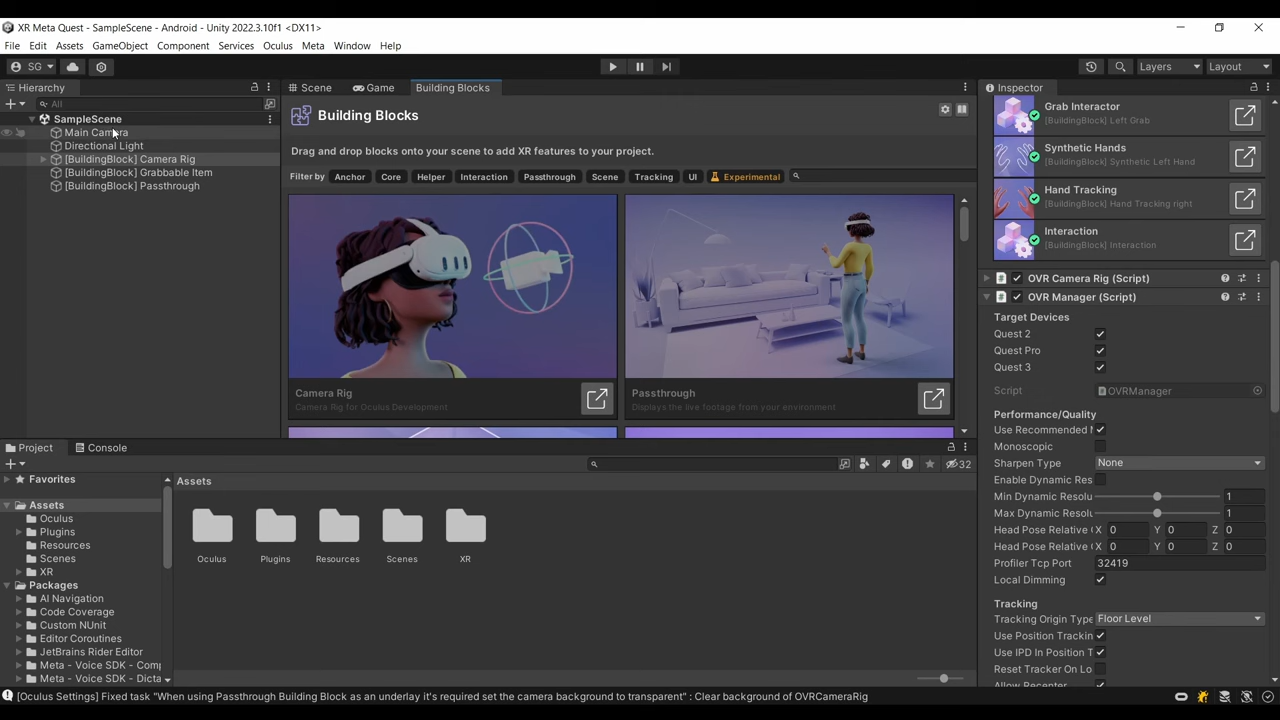 XR Meta Quest - SampleScene - Android - Unity 2022.3.10f1 <DX11>
File Edit Assets GameObject Component Services Oculus Meta Window Help
SG Layers Layout
Hierarchy
All
SampleScene
Main Camera
Directional Light
[BuildingBlock] Camera Rig
[BuildingBlock] Grabbable Item
[BuildingBlock] Passthrough
Scene Game Building Blocks
Building Blocks
Drag and drop blocks onto your scene to add XR features to your project.
Filter by Anchor Core Helper Interaction Passthrough Scene Tracking UI Experimental
Camera Rig
Camera Rig for Oculus Development
Passthrough
Displays the live footage from your environment
Inspector
Grab Interactor
[BuildingBlock] Left Grab
Synthetic Hands
[BuildingBlock] Synthetic Left Hand
Hand Tracking
[BuildingBlock] Hand Tracking right
Interaction
[BuildingBlock] Interaction
OVR Camera Rig (Script)
OVR Manager (Script)
Target Devices
Quest 2
Quest Pro
Quest 3
Script OVRManager
Performance/Quality
Use Recommended
Monoscopic
Sharpen Type None
Enable Dynamic Res
Min Dynamic Resolu 1
Max Dynamic Resolu 1
Head Pose Relative X 0 Y 0 Z 0
Head Pose Relative X 0 Y 0 Z 0
Profiler Tcp Port 32419
Local Dimming
Tracking
Tracking Origin Type Floor Level
Use Position Trackin
Use IPD In Position T
Reset Tracker On Lo
Allow Recenter
Project Console
32
Favorites
Assets
Oculus
Plugins
Resources
Scenes
XR
Packages
AI Navigation
Code Coverage
Custom NUnit
Editor Coroutines
JetBrains Rider Editor
Meta - Voice SDK - Comp
Meta - Voice SDK - Dicta
Assets
Oculus Plugins Resources Scenes XR
[Oculus Settings] Fixed task "When using Passthrough Building Block as an underlay it's required set the camera background to transparent" : Clear background of OVRCameraRig